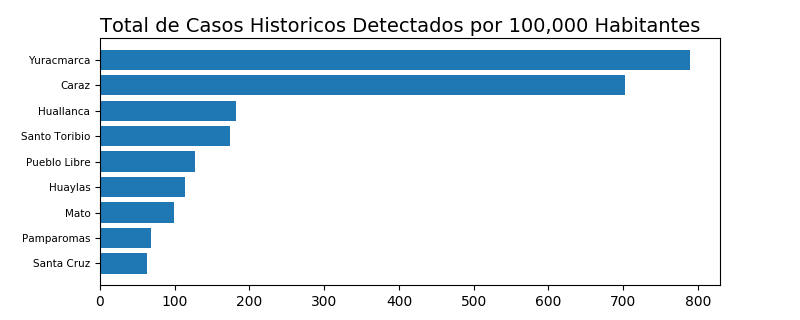 Total de Casos Historicos Detectados por 100,000 Habitantes
Yuracmarca
Caraz
Huallanca
Santo Toribio
Pueblo Libre
Huaylas
Mato
Pamparomas
Santa Cruz
0 100 200 300 400 500 600 700 800